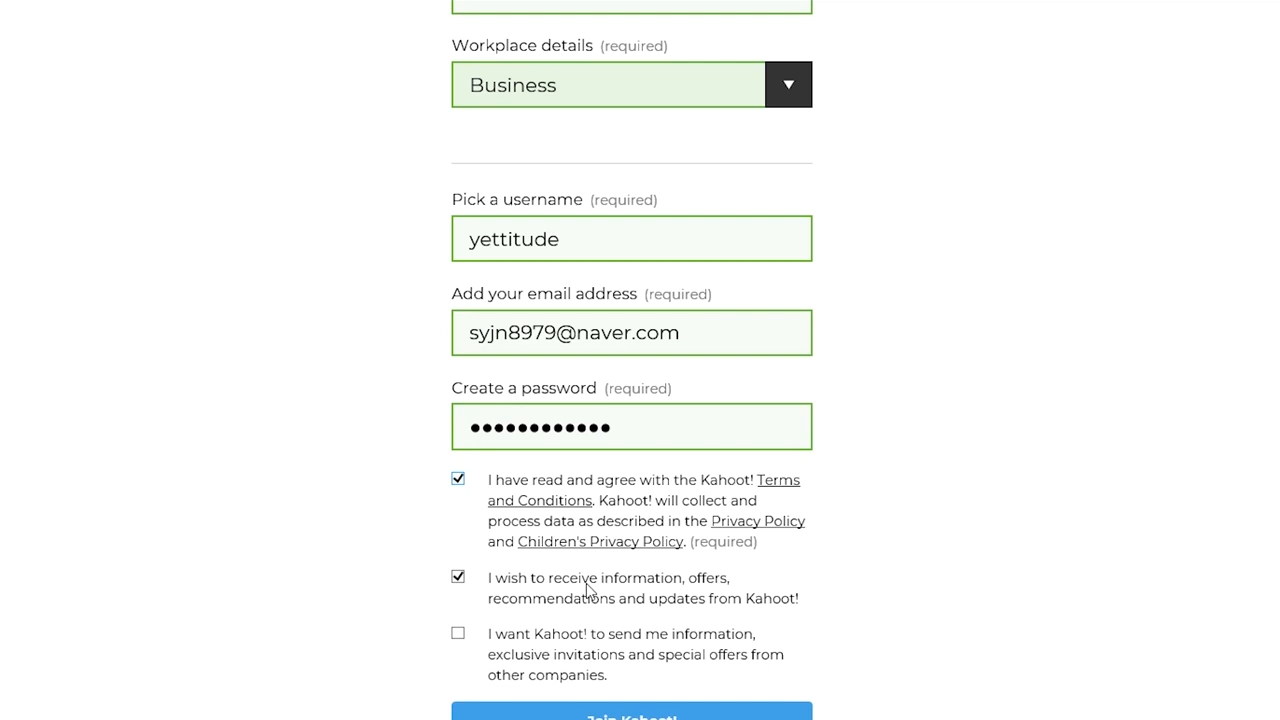 Workplace details (required)
Business
Pick a username (required)
yettitude
Add your email address (required)
syjn8979@naver.com
Create a password (required)
●●●●●●●●●●●●
I have read and agree with the Kahoot! Terms
and Conditions. Kahoot! will collect and
process data as described in the Privacy Policy
and Children's Privacy Policy. (required)
I wish to receive information, offers,
recommendations and updates from Kahoot!
I want Kahoot! to send me information,
exclusive invitations and special offers from
other companies.
Join Kahoot!